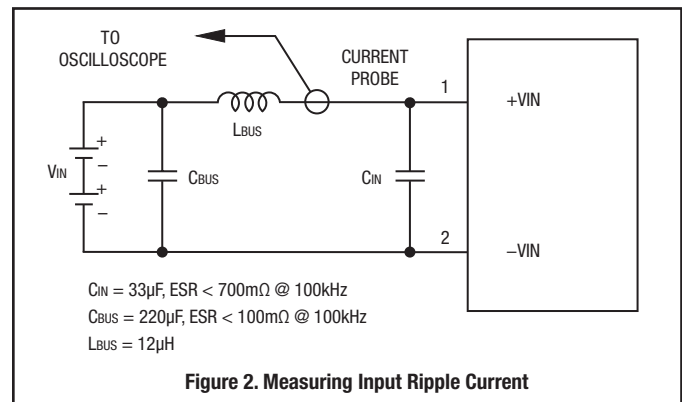 TO
OSCILLOSCOPE
CURRENT
PROBE
1
+VIN
LBUS
+
VIN
–
+
–
CBUS
CIN
2
–VIN
CIN = 33µF, ESR < 700mΩ @ 100kHz
CBUS = 220µF, ESR < 100mΩ @ 100kHz
LBUS = 12µH
Figure 2. Measuring Input Ripple Current